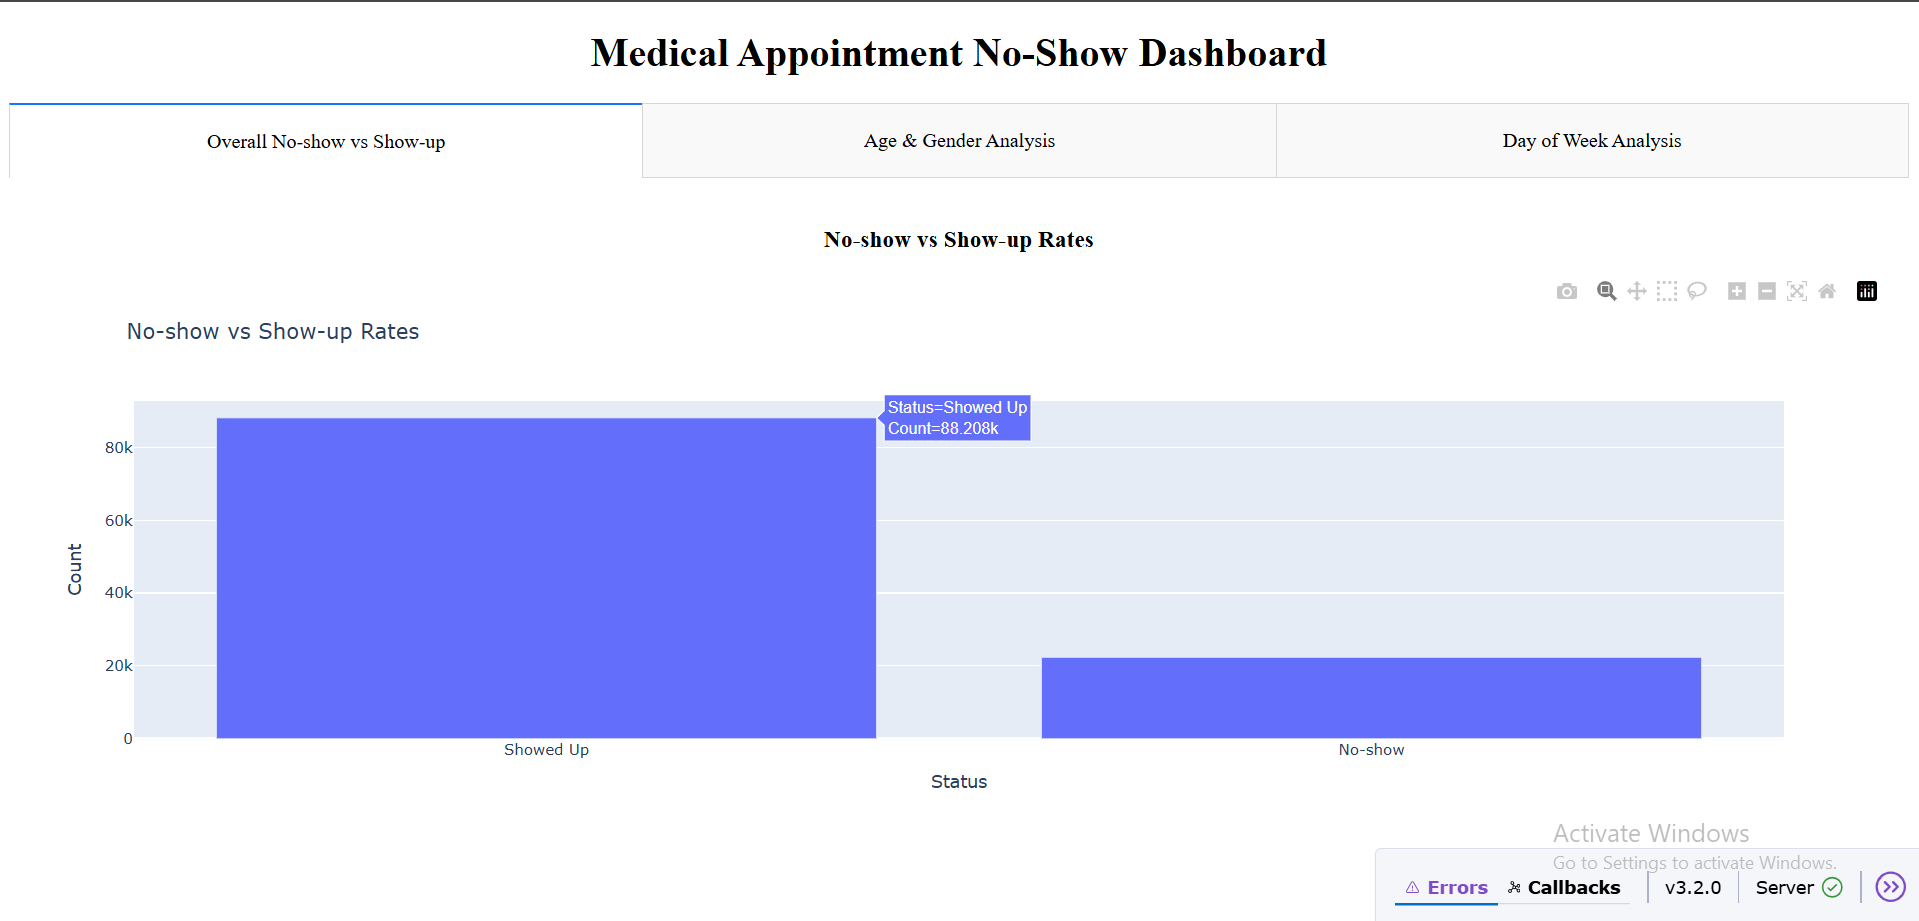 Medical Appointment No-Show Dashboard
Overall No-show vs Show-up
Age & Gender Analysis
Day of Week Analysis
No-show vs Show-up Rates
No-show vs Show-up Rates
Status=Showed Up
Count=88.208k
80k
60k
40k
20k
0
Count
Showed Up
No-show
Status
Activate Windows
Go to Settings to activate Windows.
Errors
Callbacks
v3.2.0
Server